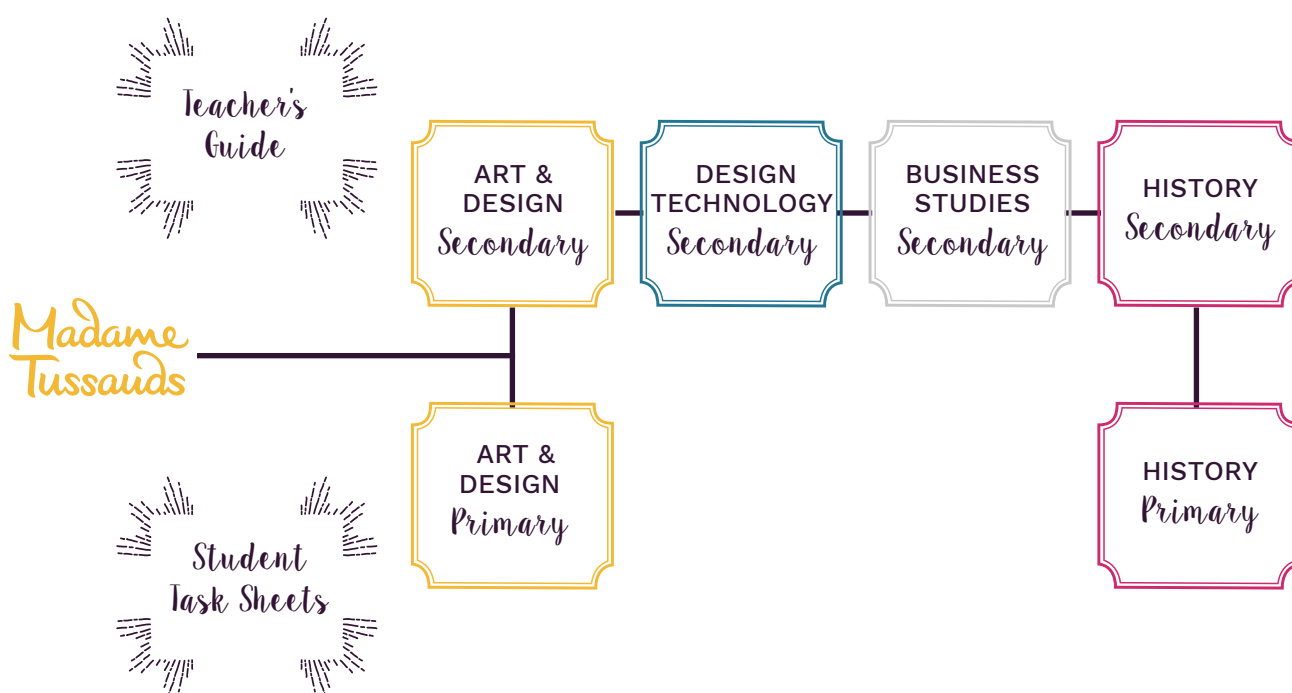 Teacher's
Guide
ART &
DESIGN
Secondary
DESIGN
TECHNOLOGY
Secondary
BUSINESS
STUDIES
Secondary
HISTORY
Secondary
Madame
Tussauds
ART &
DESIGN
Primary
HISTORY
Primary
Student
Task Sheets